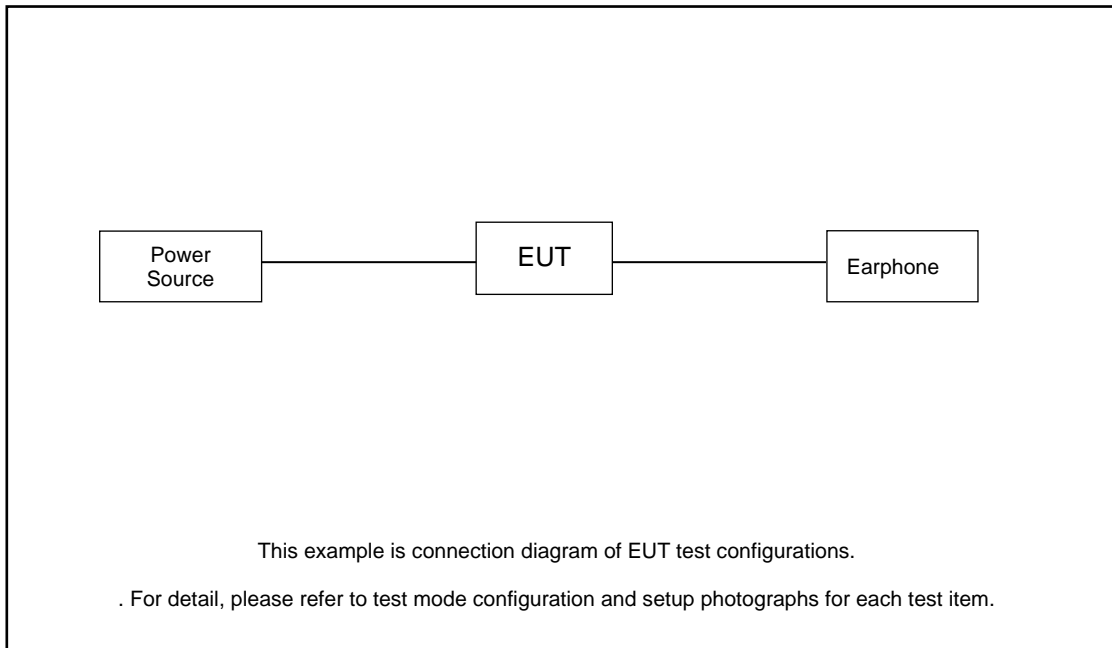 Power
Source
EUT
Earphone
This example is connection diagram of EUT test configurations.
. For detail, please refer to test mode configuration and setup photographs for each test item.